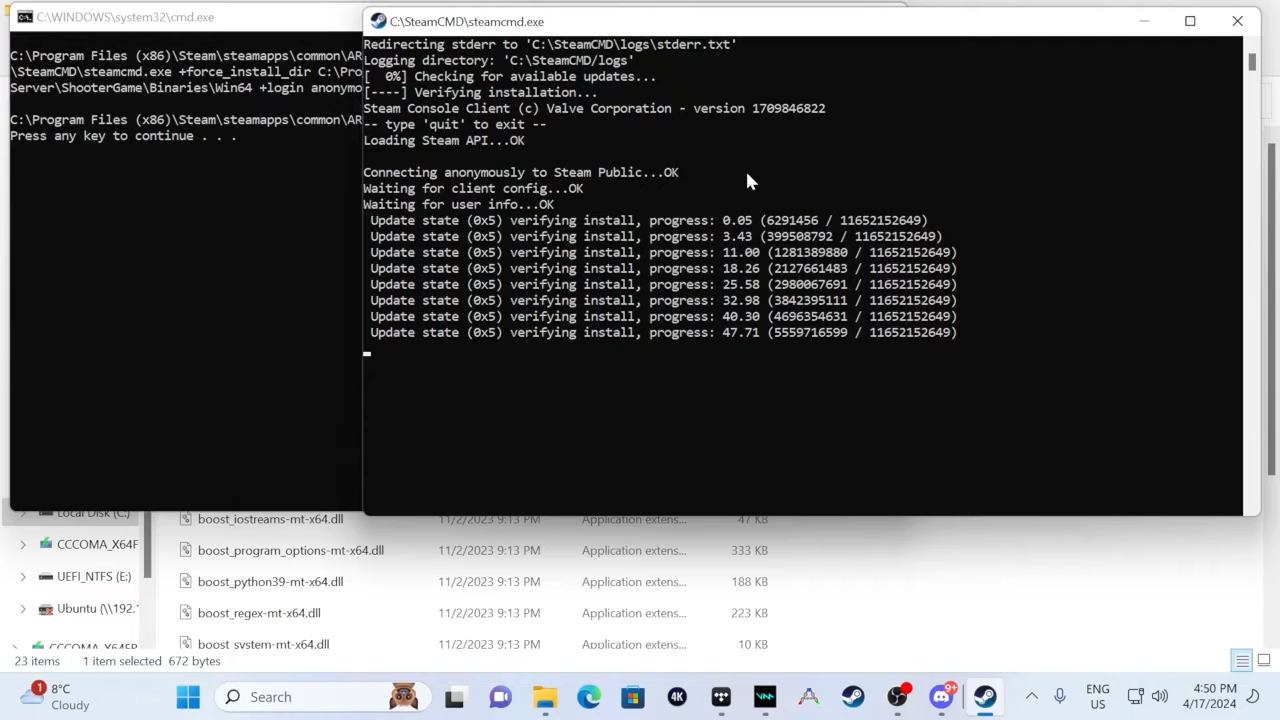 C:\WINDOWS\system32\cmd.exe
C:\Program Files (x86)\Steam\steamapps\common\AR
\SteamCMD\steamcmd.exe +force_install_dir C:\Pro
Server\ShooterGame\Binaries\Win64 +login anonymo
C:\Program Files (x86)\Steam\steamapps\common\AR
Press any key to continue . . .
C:\SteamCMD\steamcmd.exe
Redirecting stderr to 'C:\SteamCMD\logs\stderr.txt'
Logging directory: 'C:\SteamCMD/logs'
[  0%] Checking for available updates...
[----] Verifying installation...
Steam Console Client (c) Valve Corporation - version 1709846822
-- type 'quit' to exit --
Loading Steam API...OK
Connecting anonymously to Steam Public...OK
Waiting for client config...OK
Waiting for user info...OK
Update state (0x5) verifying install, progress: 0.05 (6291456 / 11652152649)
Update state (0x5) verifying install, progress: 3.43 (399508792 / 11652152649)
Update state (0x5) verifying install, progress: 11.00 (1281389880 / 11652152649)
Update state (0x5) verifying install, progress: 18.26 (2127661483 / 11652152649)
Update state (0x5) verifying install, progress: 25.58 (2980067691 / 11652152649)
Update state (0x5) verifying install, progress: 32.98 (3842395111 / 11652152649)
Update state (0x5) verifying install, progress: 40.30 (4696354631 / 11652152649)
Update state (0x5) verifying install, progress: 47.71 (5559716599 / 11652152649)
Local Disk (C:)
CCCOMA_X64F
UEFI_NTFS (E:)
Ubuntu (\\192.1
CCCOMA_X64FR
boost_iostreams-mt-x64.dll 11/2/2023 9:13 PM Application extens... 47 KB
boost_program_options-mt-x64.dll 11/2/2023 9:13 PM Application extens... 333 KB
boost_python39-mt-x64.dll 11/2/2023 9:13 PM Application extens... 188 KB
boost_regex-mt-x64.dll 11/2/2023 9:13 PM Application extens... 223 KB
boost_system-mt-x64.dll 11/2/2023 9:13 PM Application extens... 10 KB
23 items 1 item selected 672 bytes
1
8°C
Cloudy
Search
4K
9+
ENG
US
4:50 PM
4/17/2024